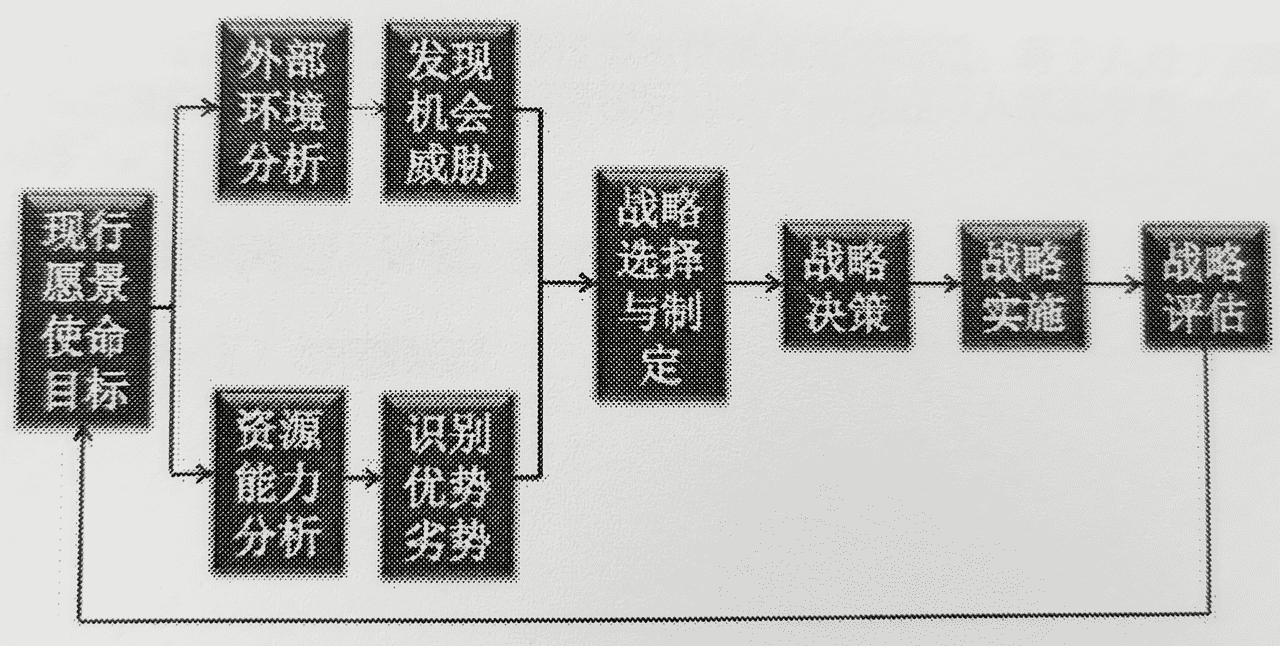 现行
愿景
使命
目标
外部
环境
分析
发现
机会
威胁
资源
能力
分析
识别
优势
劣势
战略
选择
与制
定
战略
决策
战略
实施
战略
评估